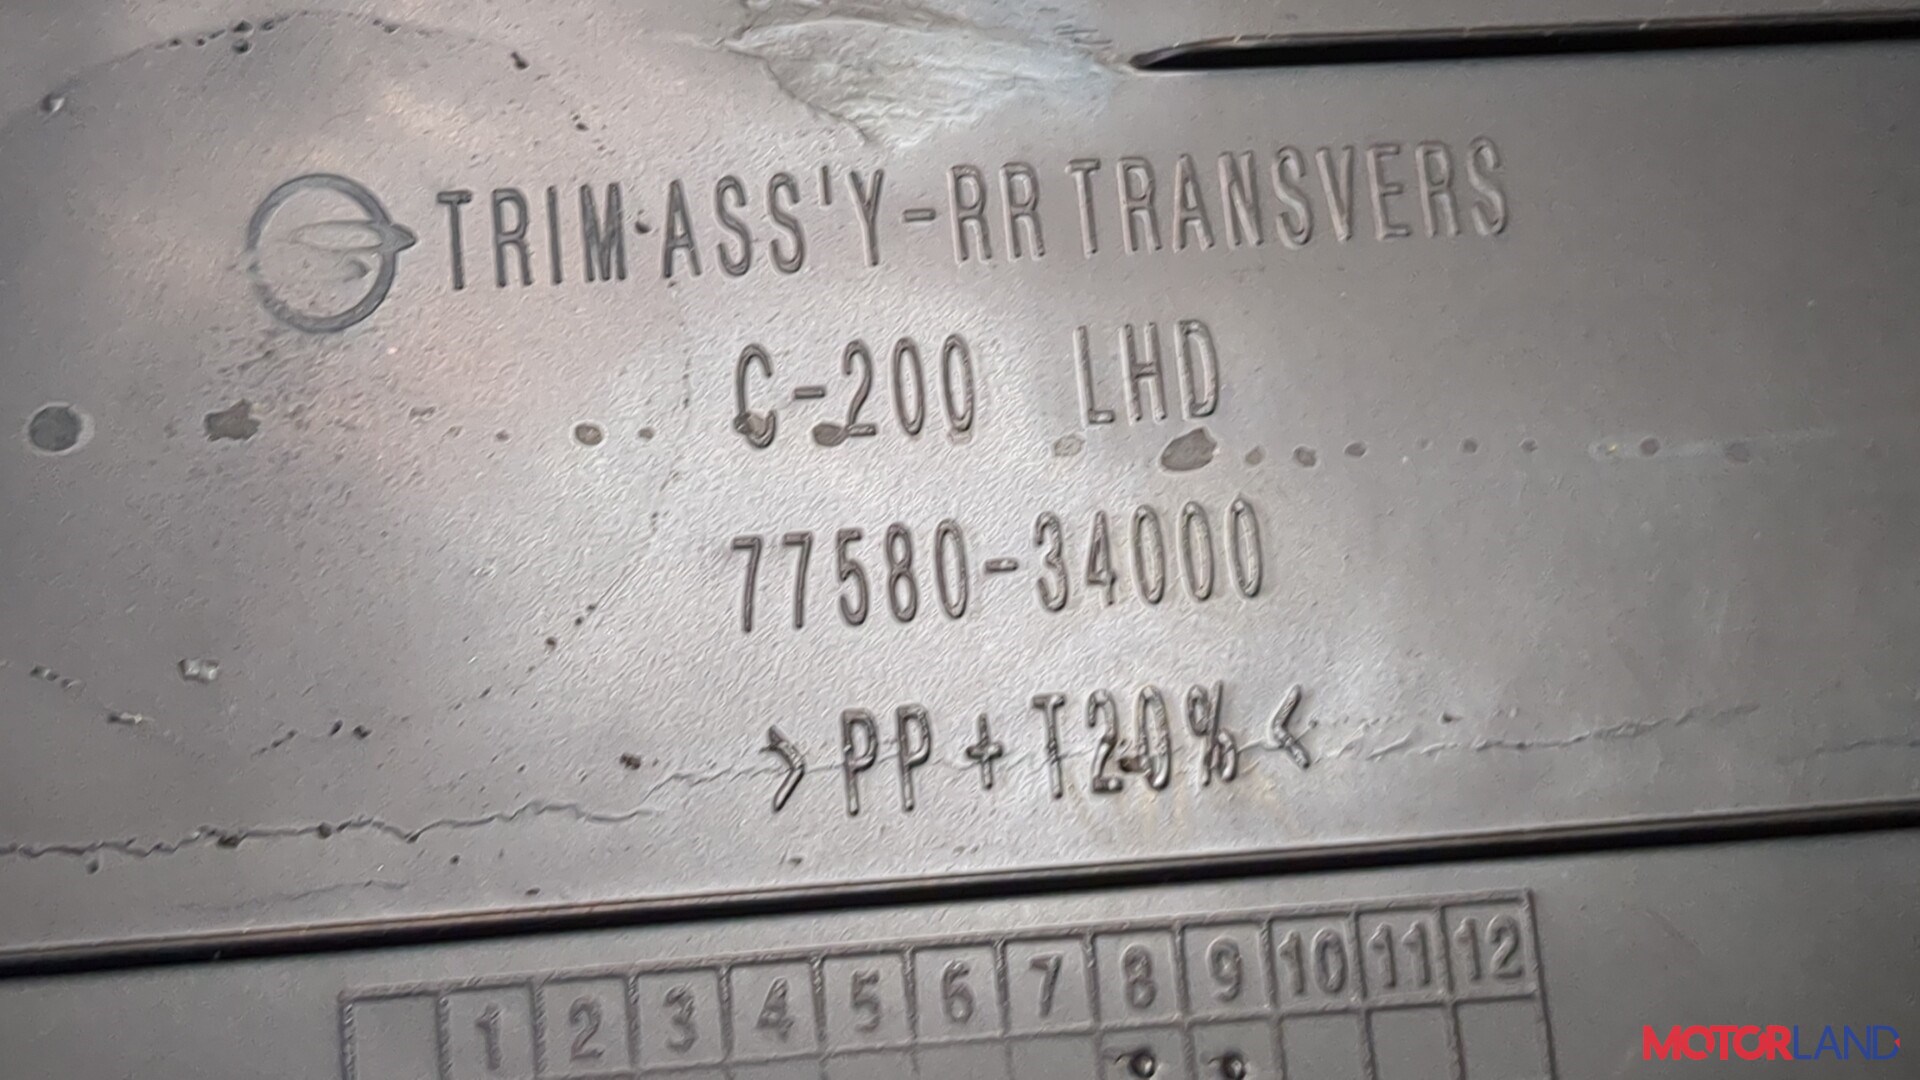 TRIM ASS'Y-RR TRANSVERS
C-200 LHD
77580-34000
>PP+T20%<
1 2 3 4 5 6 7 8 9 10 11 12
MOTORLAND